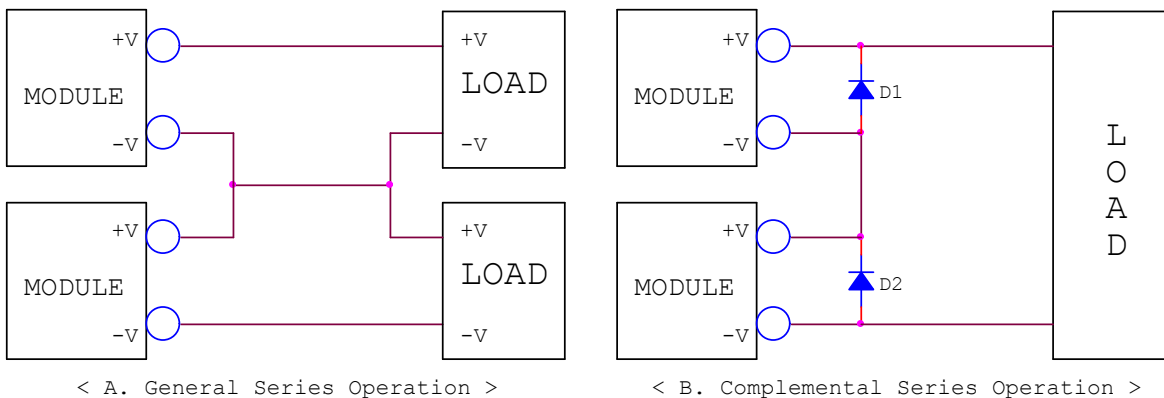 +V
MODULE
-V
+V
LOAD
-V
+V
MODULE
-V
+V
LOAD
-V
< A. General Series Operation >
+V
MODULE
-V
D1
+V
MODULE
-V
D2
L
O
A
D
< B. Complemental Series Operation >